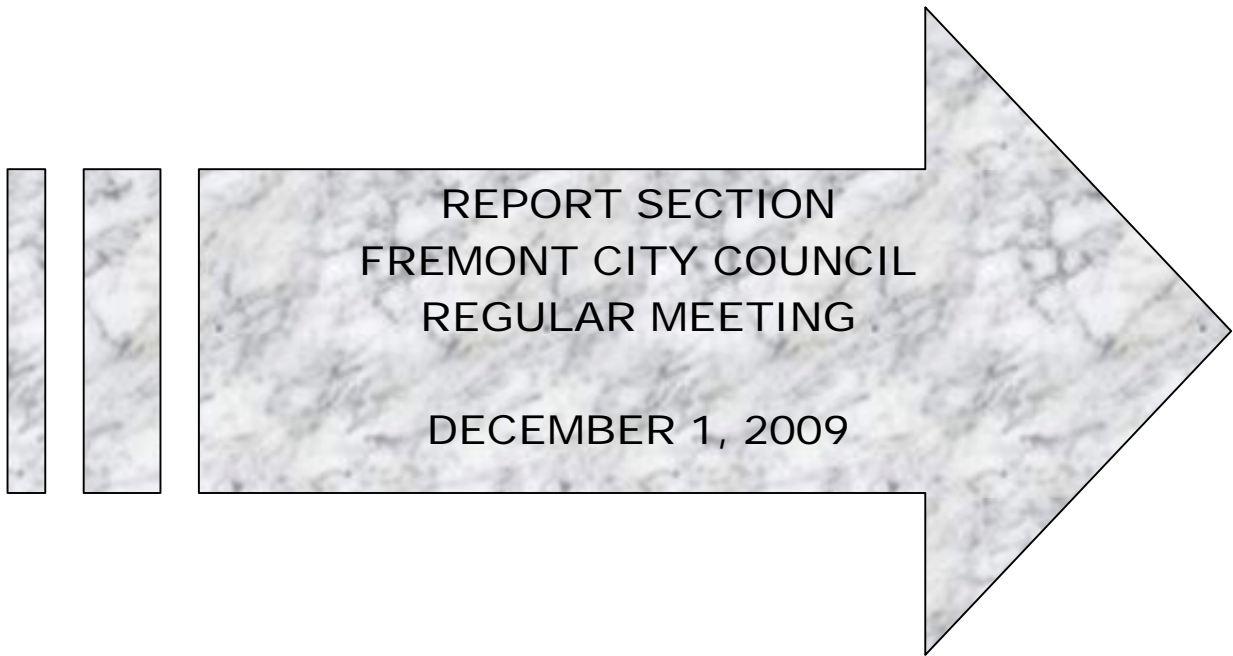 REPORT SECTION
FREMONT CITY COUNCIL
REGULAR MEETING
DECEMBER 1, 2009